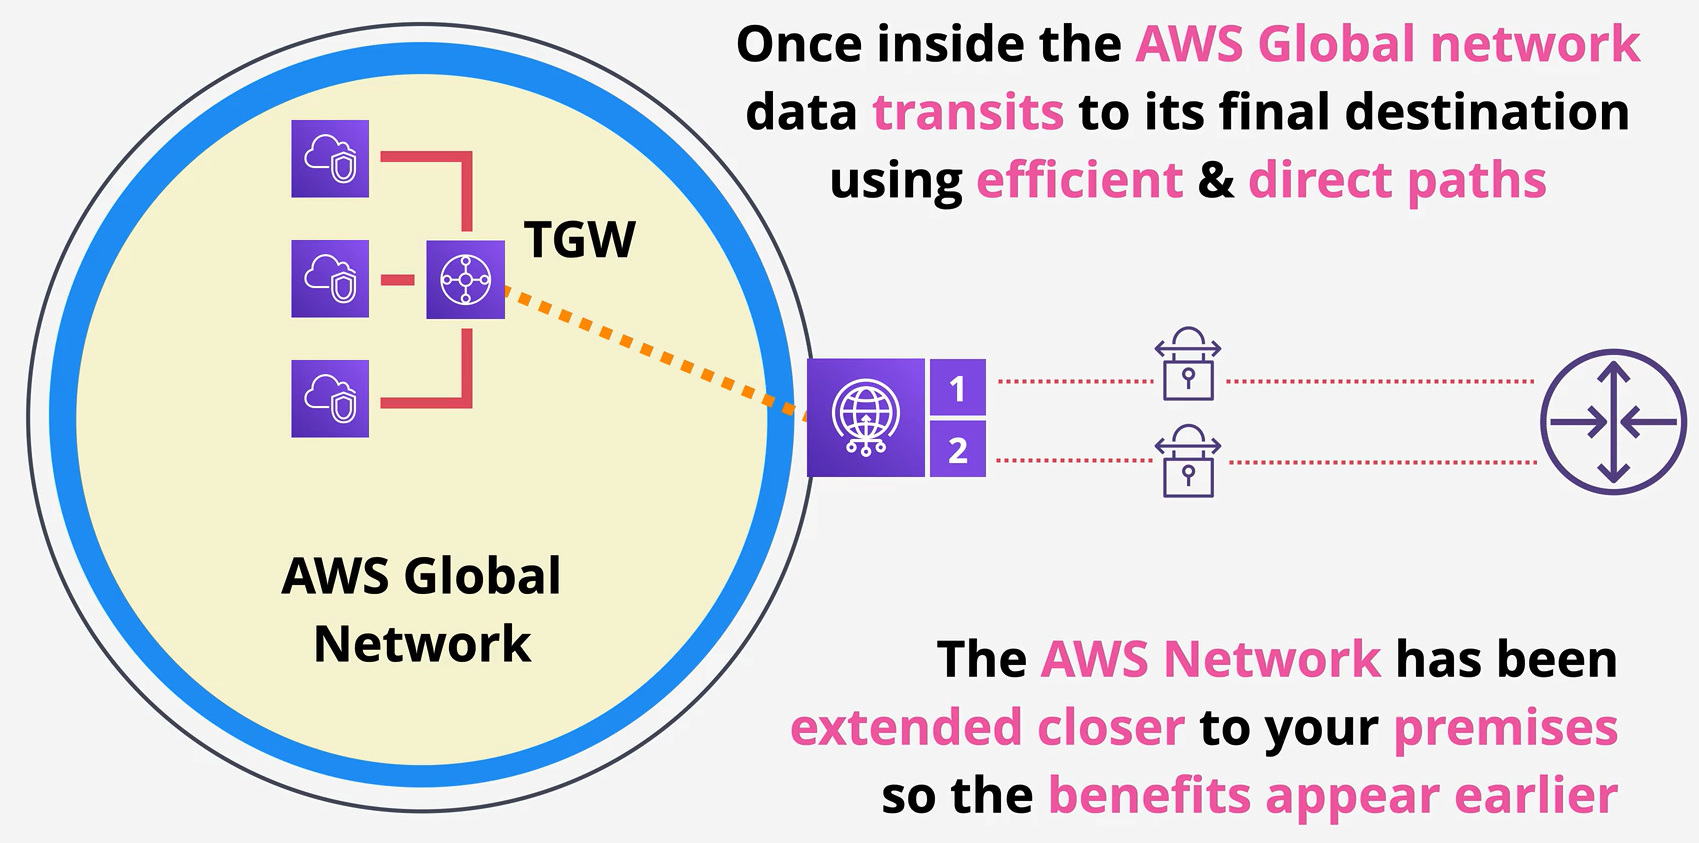 Once inside the AWS Global network
data transits to its final destination
using efficient & direct paths
TGW
1
2
AWS Global
Network
The AWS Network has been
extended closer to your premises
so the benefits appear earlier